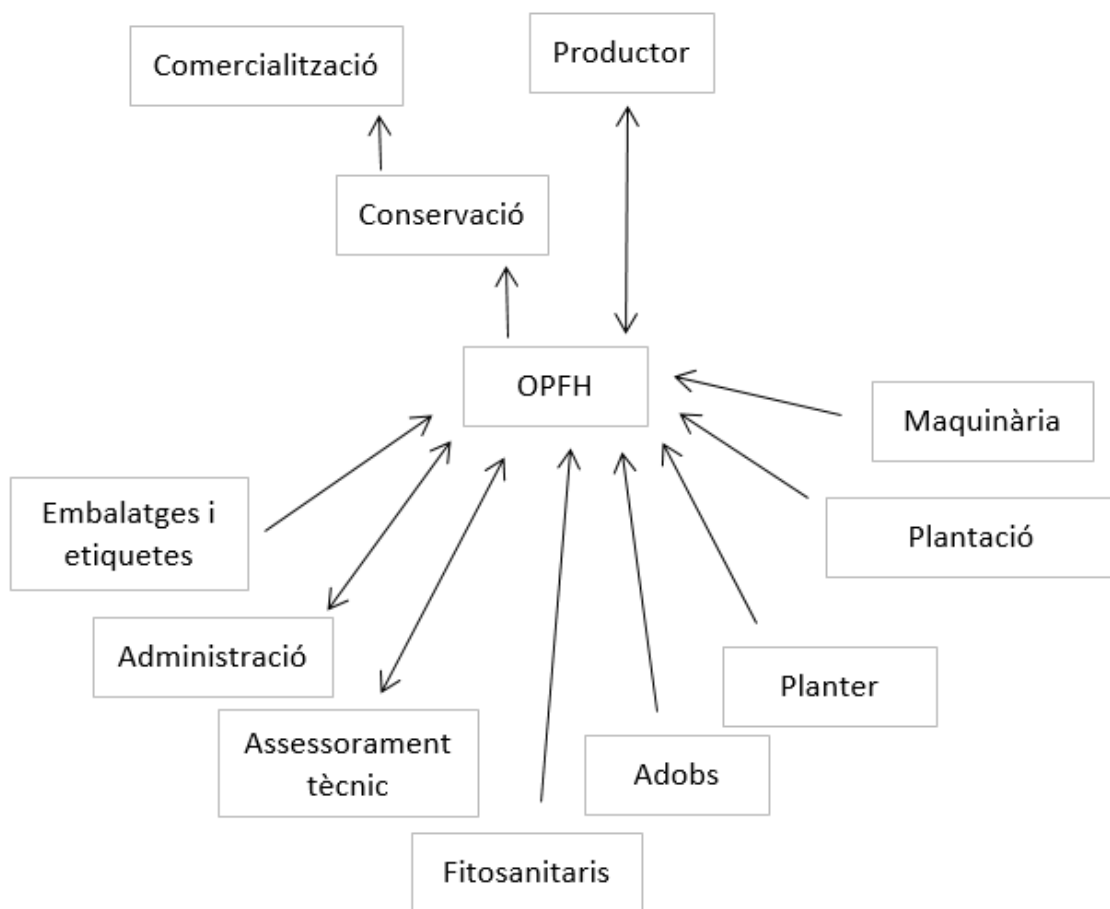 Comercialització
Productor
Conservació
OPFH
Maquinària
Embalatges i
etiquetes
Plantació
Administració
Planter
Assessorament
tècnic
Adobs
Fitosanitaris